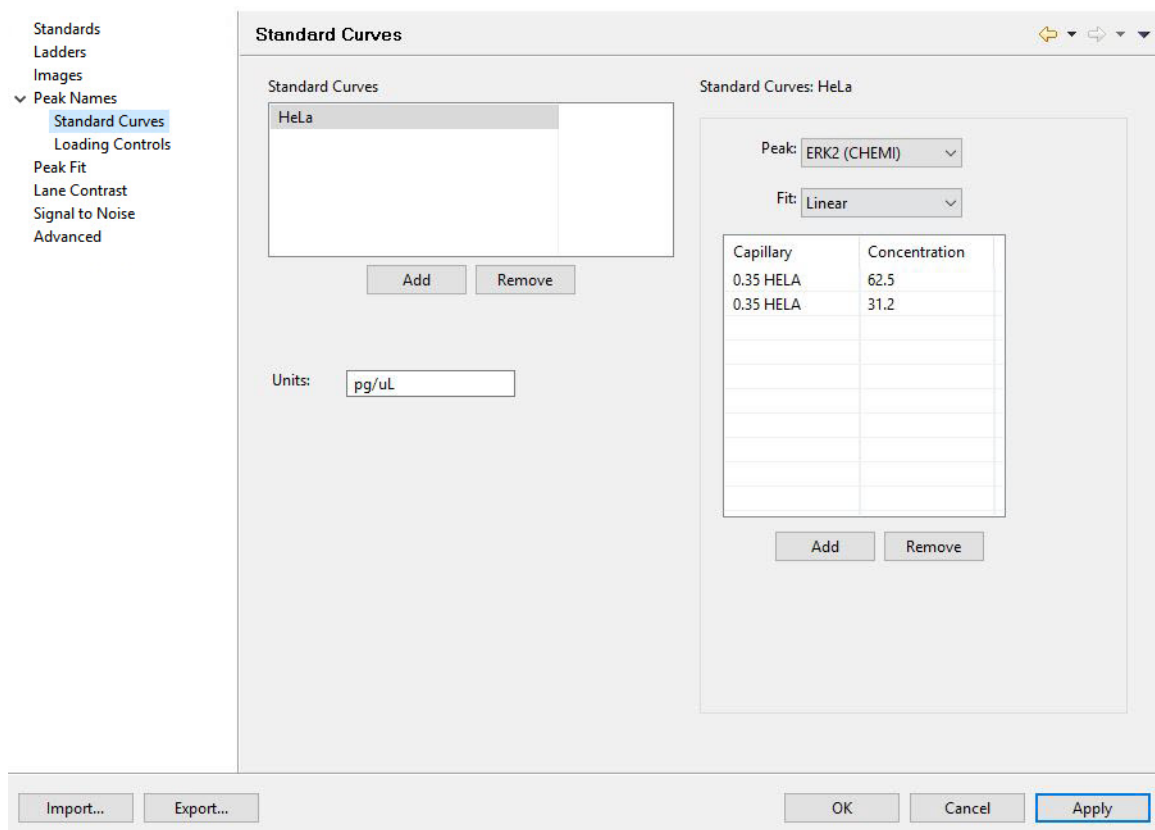 Standards
Ladders
Images
Peak Names
Standard Curves
Loading Controls
Peak Fit
Lane Contrast
Signal to Noise
Advanced
Standard Curves
Standard Curves
HeLa
Add Remove
Units: pg/uL
Standard Curves: HeLa
Peak: ERK2 (CHEMI)
Fit: Linear
Capillary Concentration
0.35 HELA 62.5
0.35 HELA 31.2
Add Remove
Import... Export... OK Cancel Apply